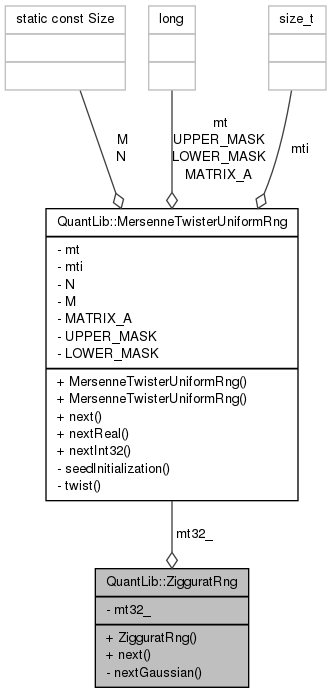 static const Size
long
size_t
M
N
mt
UPPER_MASK
LOWER_MASK
MATRIX_A
mti
QuantLib::MersenneTwisterUniformRng
- mt
- mti
- N
- M
- MATRIX_A
- UPPER_MASK
- LOWER_MASK
+ MersenneTwisterUniformRng()
+ MersenneTwisterUniformRng()
+ next()
+ nextReal()
+ nextInt32()
- seedInitialization()
- twist()
mt32_
QuantLib::ZigguratRng
- mt32_
+ ZigguratRng()
+ next()
- nextGaussian()